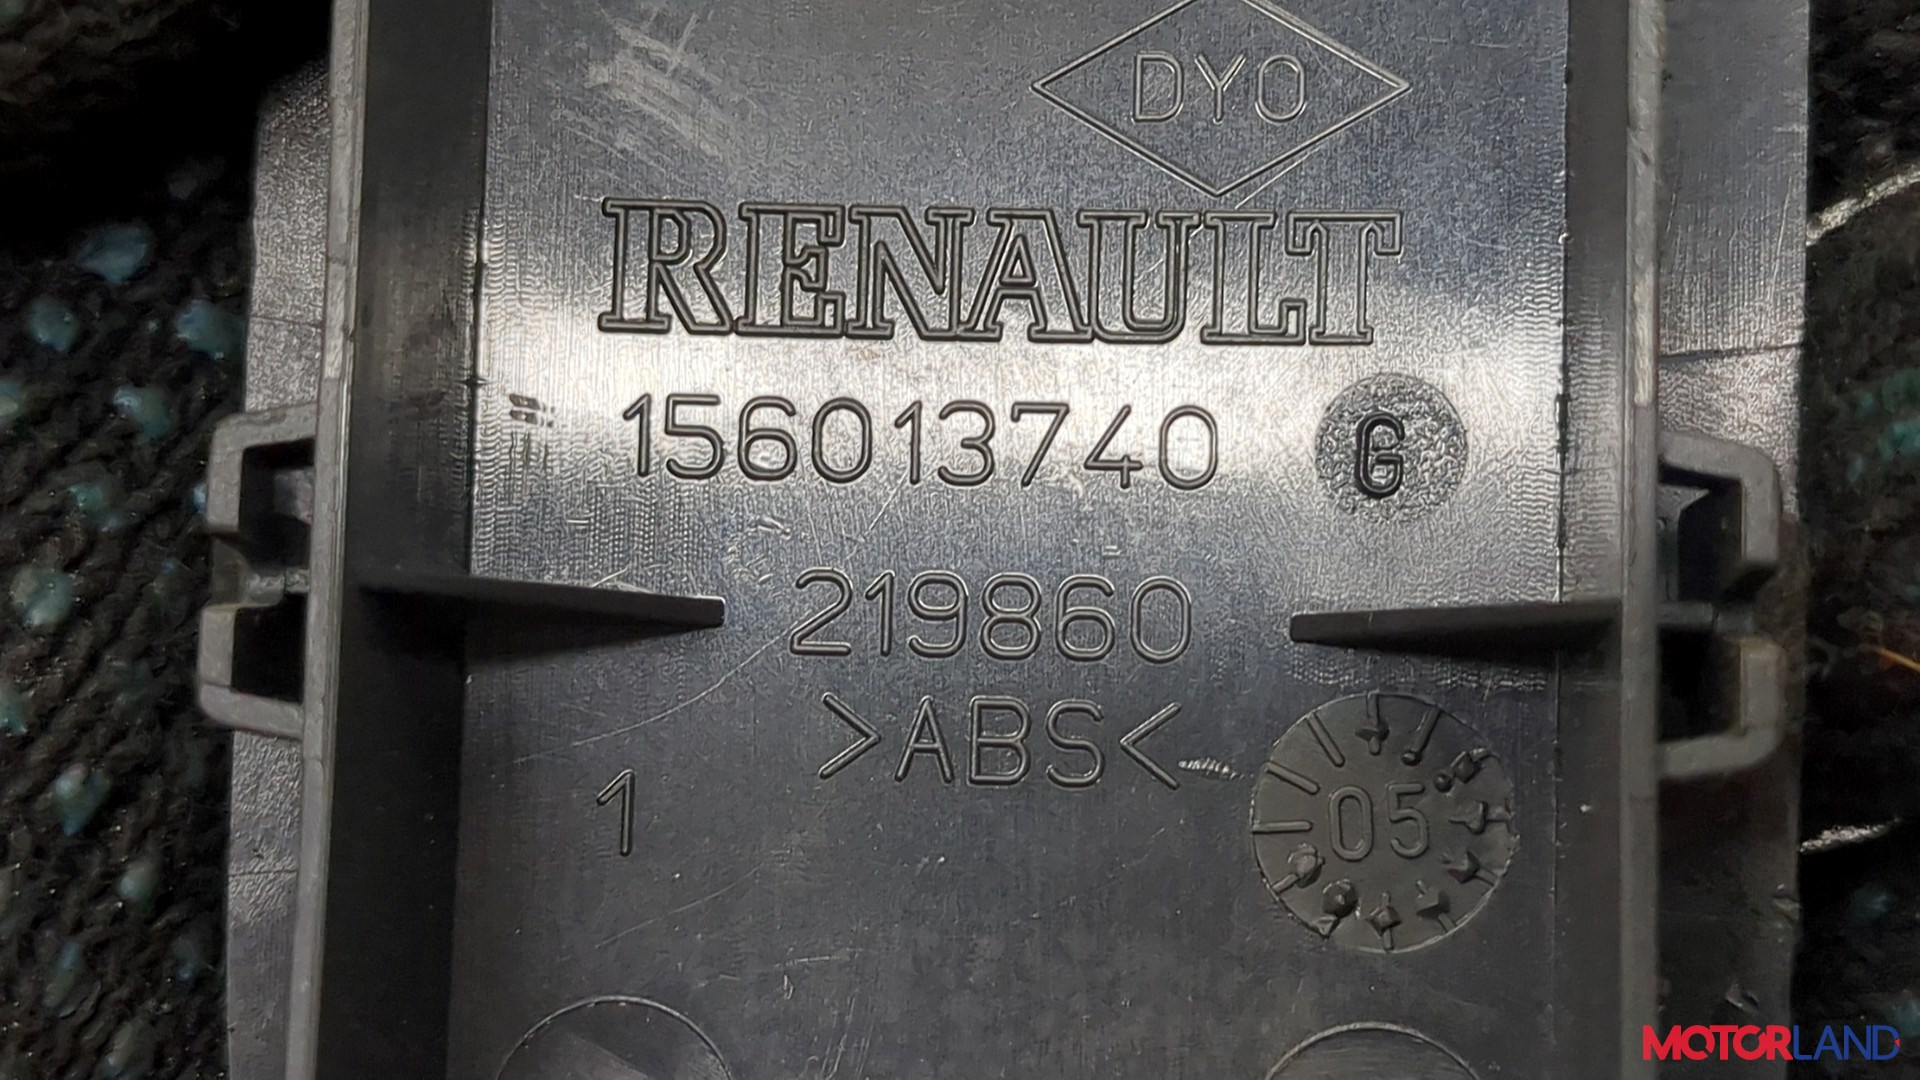 DYO
RENAULT
156013740 G
219860
>ABS<
1
05
MOTORLAND